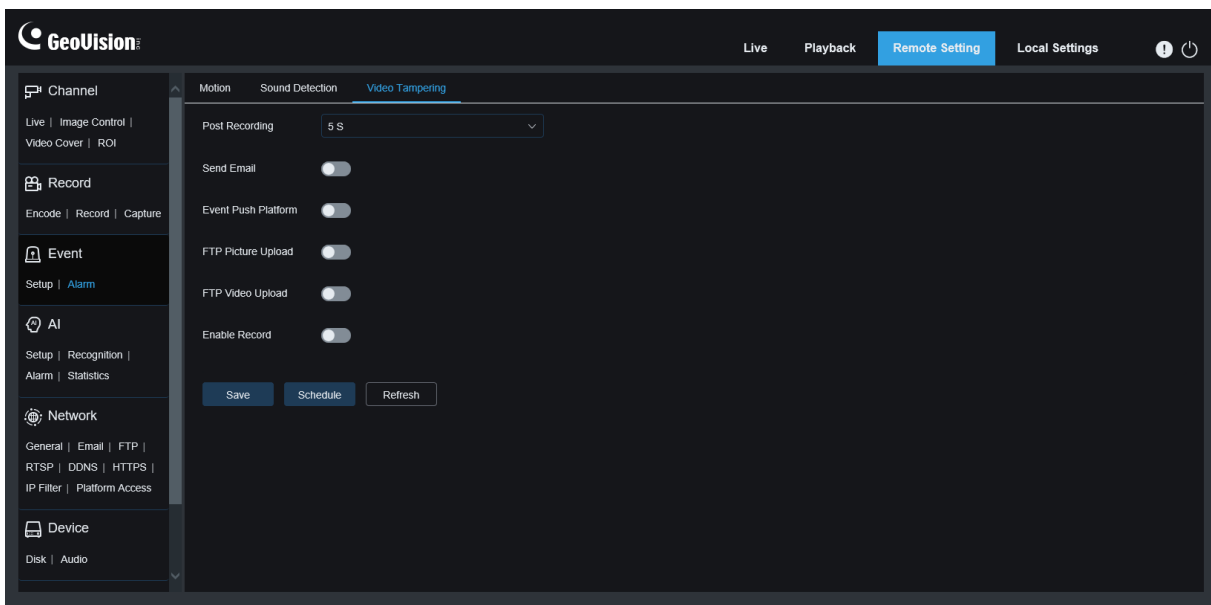 GeoVision
Live Playback Remote Setting Local Settings
Channel
Live | Image Control |
Video Cover | ROI
Record
Encode | Record | Capture
Event
Setup | Alarm
AI
Setup | Recognition |
Alarm | Statistics
Network
General | Email | FTP |
RTSP | DDNS | HTTPS |
IP Filter | Platform Access
Device
Disk | Audio
Motion Sound Detection Video Tampering
Post Recording 5 S
Send Email
Event Push Platform
FTP Picture Upload
FTP Video Upload
Enable Record
Save Schedule Refresh